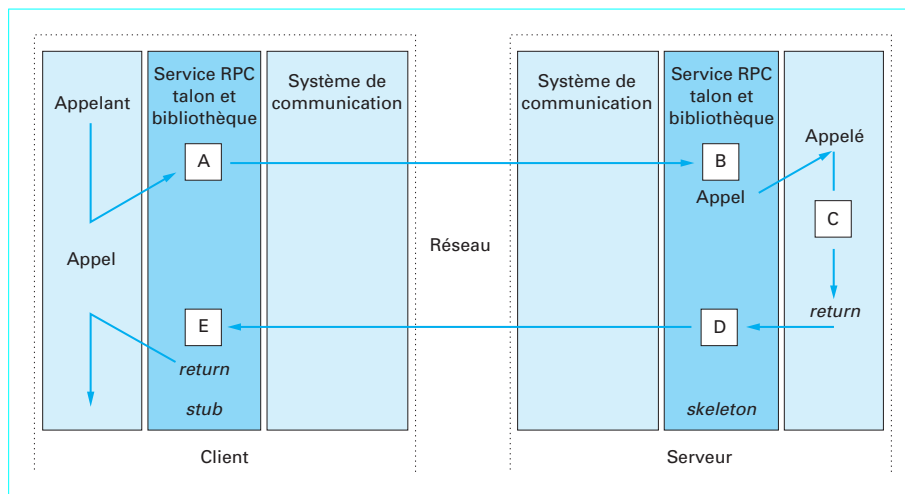 Appelant
Service RPC
talon et
bibliothèque
Système de
communication
A
Appel
E
return
stub
Client
Réseau
Système de
communication
Service RPC
talon et
bibliothèque
B
Appel
Appelé
C
return
D
skeleton
Serveur